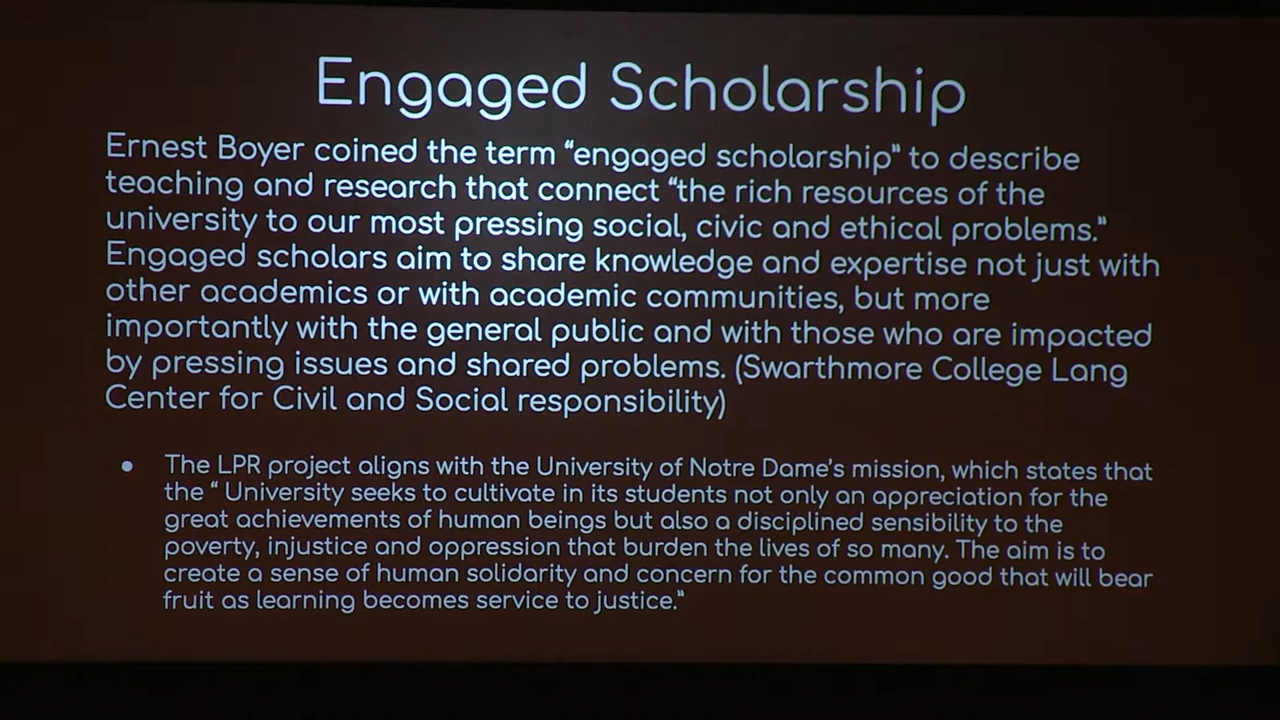 Engaged Scholarship
Ernest Boyer coined the term “engaged scholarship” to describe
teaching and research that connect “the rich resources of the
university to our most pressing social, civic and ethical problems.”
Engaged scholars aim to share knowledge and expertise not just with
other academics or with academic communities, but more
importantly with the general public and with those who are impacted
by pressing issues and shared problems. (Swarthmore College Lang
Center for Civil and Social responsibility)
● The LPR project aligns with the University of Notre Dame’s mission, which states that
the “ University seeks to cultivate in its students not only an appreciation for the
great achievements of human beings but also a disciplined sensibility to the
poverty, injustice and oppression that burden the lives of so many. The aim is to
create a sense of human solidarity and concern for the common good that will bear
fruit as learning becomes service to justice.”